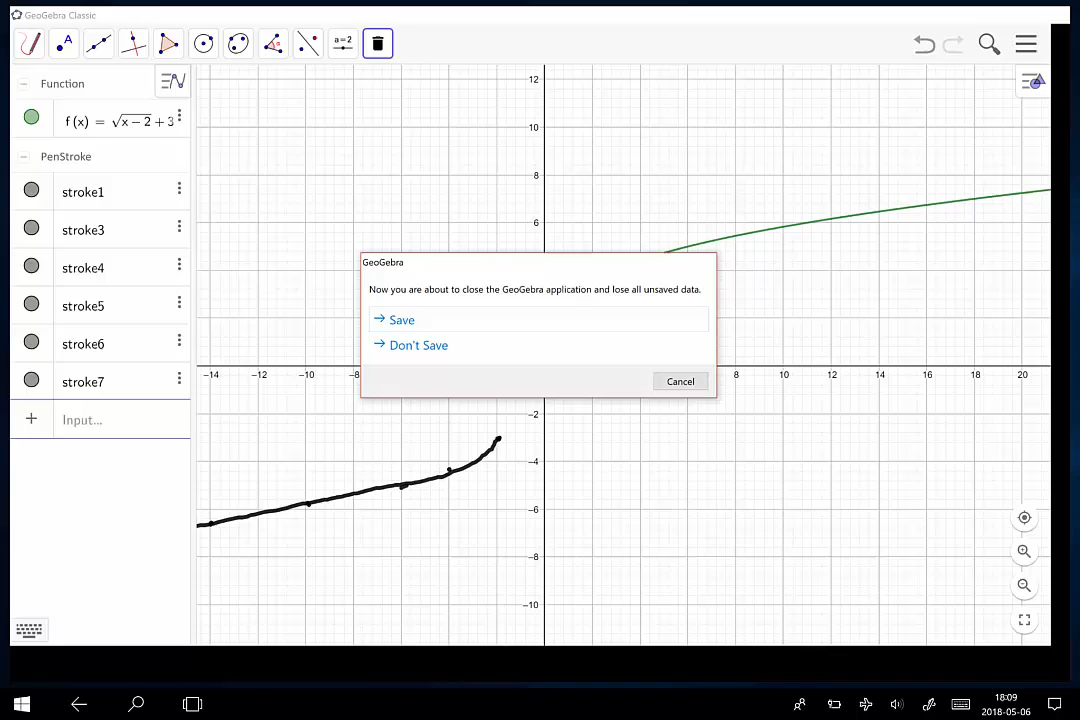 GeoGebra Classic
a=2
Function
f(x) = √x − 2 + 3
PenStroke
stroke1
stroke3
stroke4
stroke5
stroke6
stroke7
+ Input...
12
10
8
6
GeoGebra
Now you are about to close the GeoGebra application and lose all unsaved data.
→ Save
→ Don't Save
Cancel
−14 −12 −10 −8 8 10 12 14 16 18 20
−2
−4
−6
−8
−10
18:09
2018-05-06